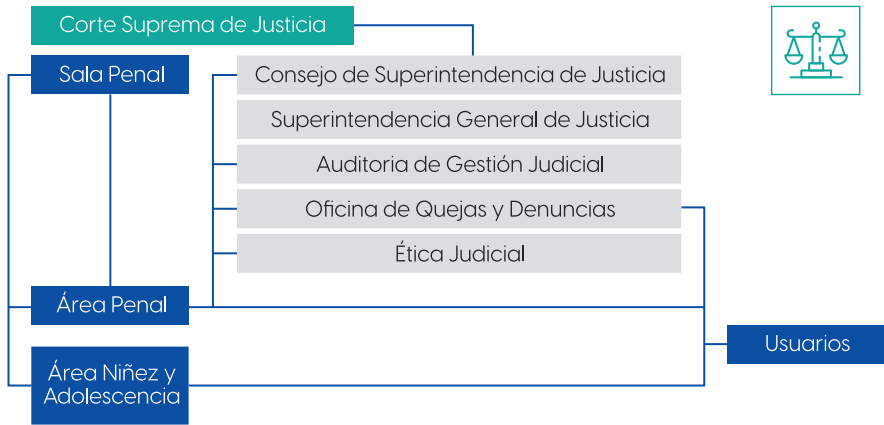 Corte Suprema de Justicia
Sala Penal
Consejo de Superintendencia de Justicia
Superintendencia General de Justicia
Auditoria de Gestión Judicial
Oficina de Quejas y Denuncias
Ética Judicial
Área Penal
Usuarios
Área Niñez y
Adolescencia